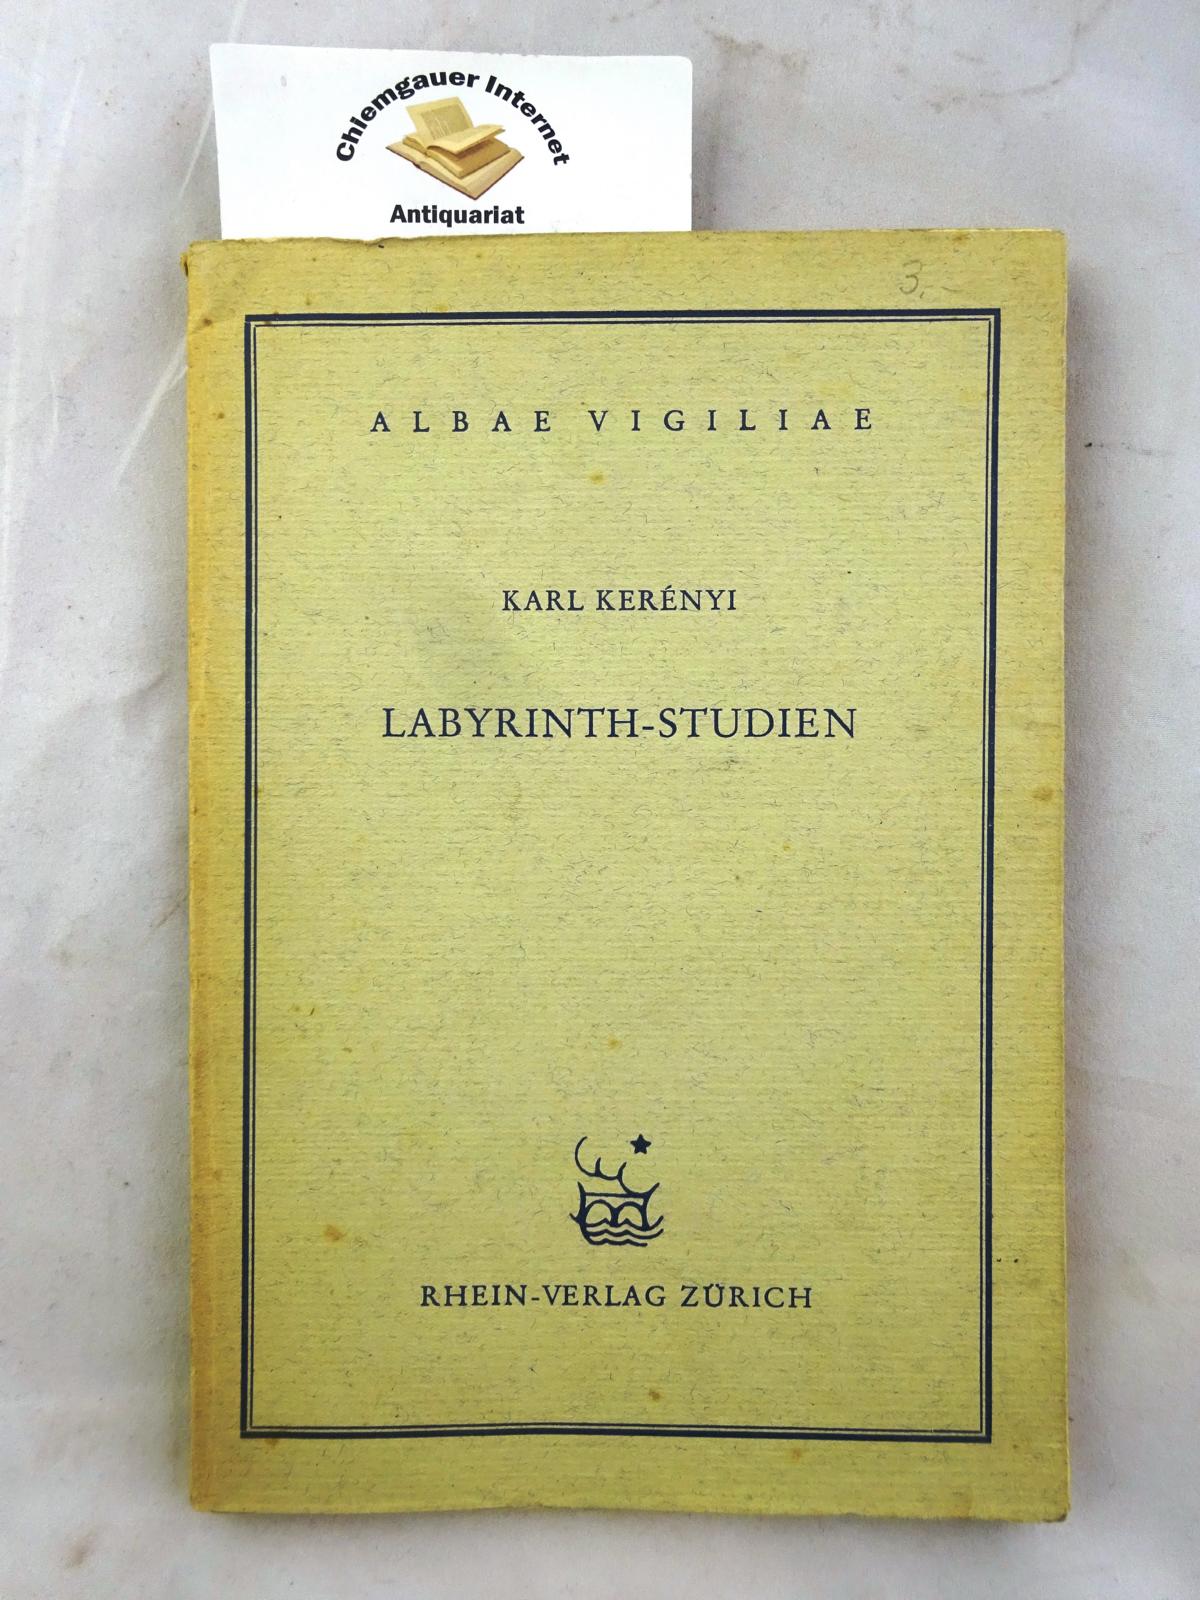 Chiemgauer Internet
Antiquariat
3.-
ALBAE VIGILIAE
KARL KERÉNYI
LABYRINTH-STUDIEN
RHEIN-VERLAG ZÜRICH